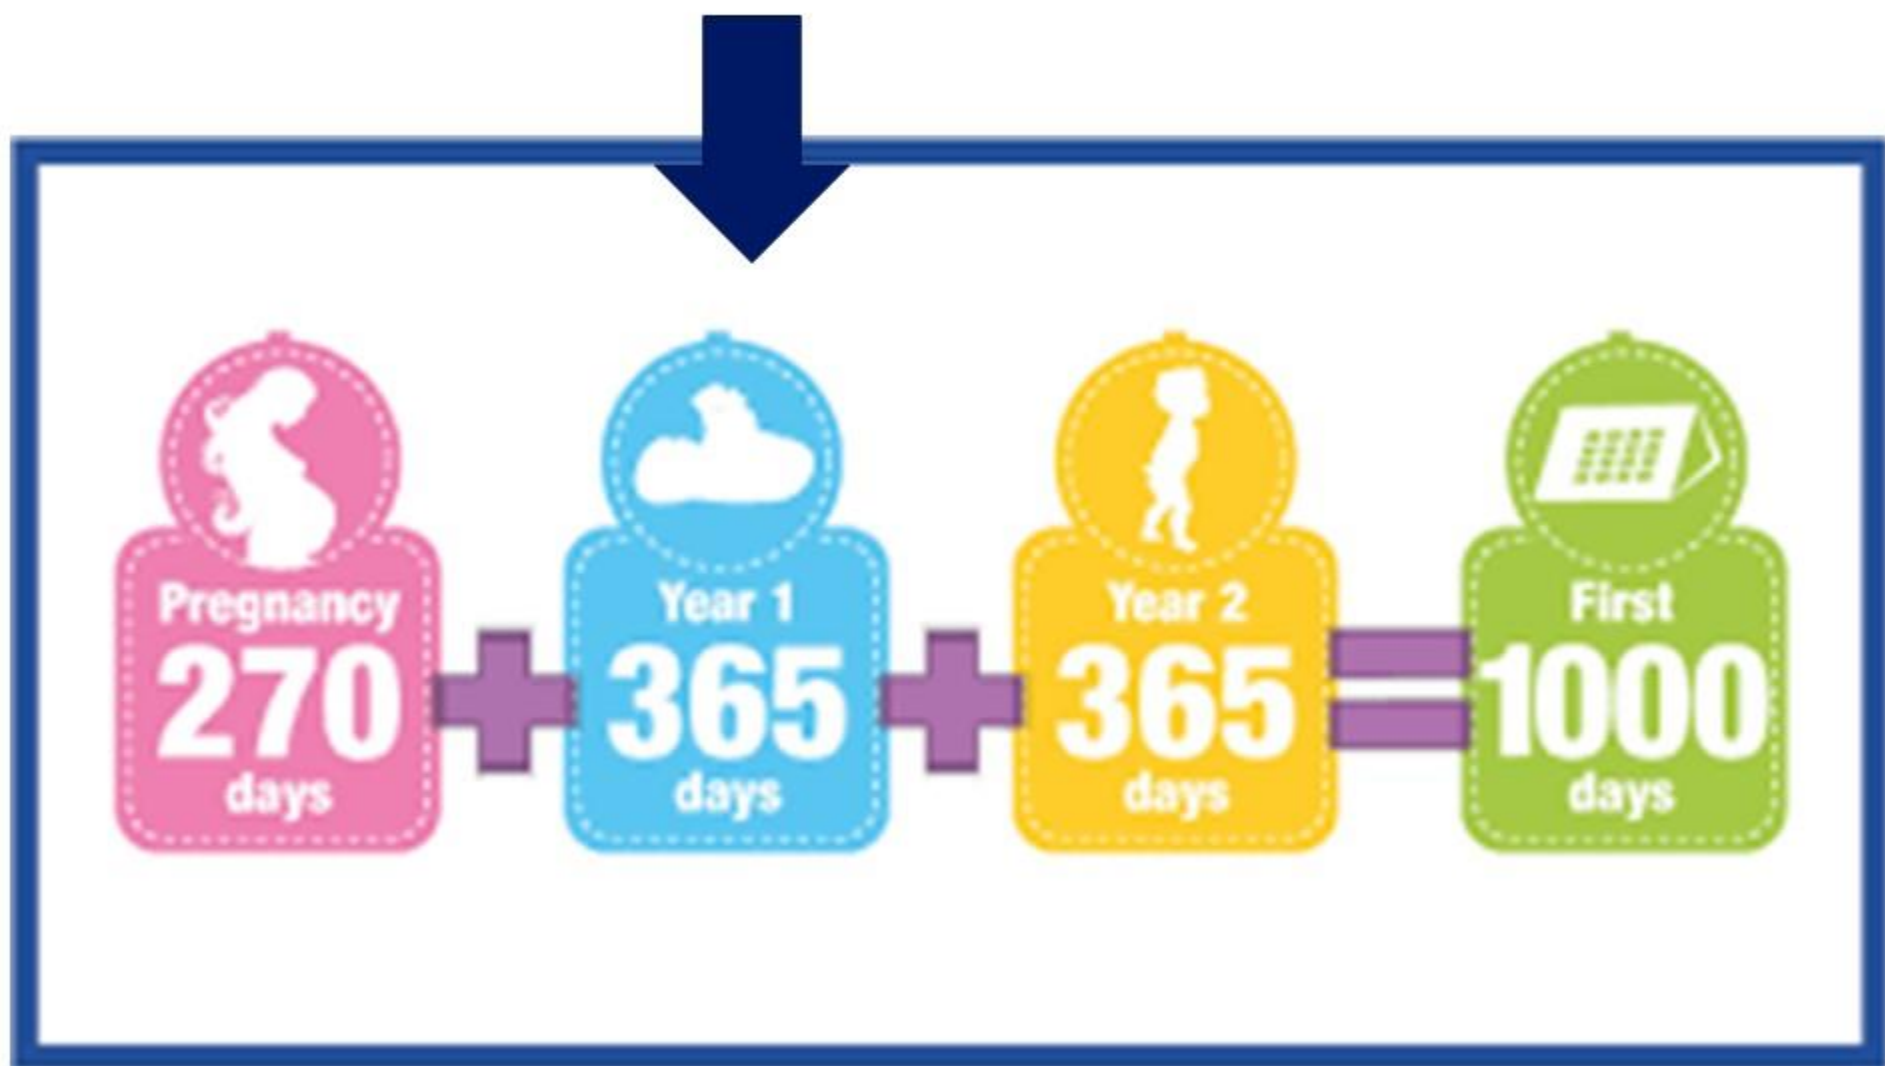 Pregnancy
270
days
+
Year 1
365
days
+
Year 2
365
days
=
First
1000
days